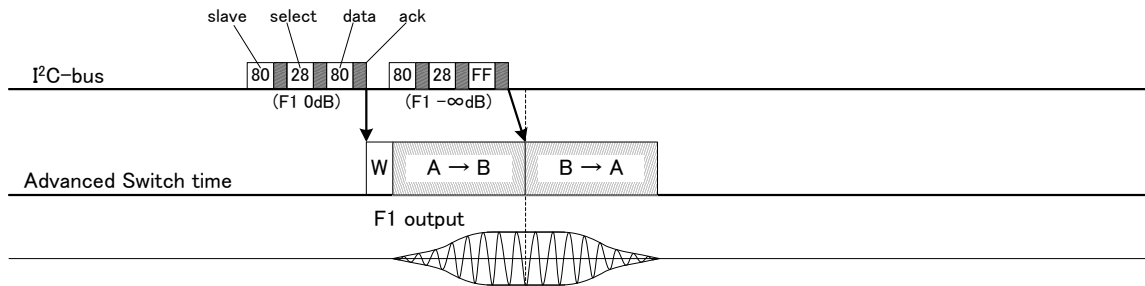 slave select data ack
I²C-bus 80 28 80 80 28 FF
(F1 0dB) (F1 -∞dB)
Advanced Switch time W A → B B → A
F1 output